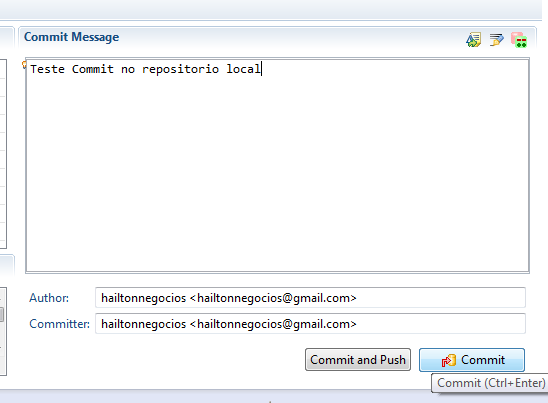 Commit Message
Teste Commit no repositorio local
Author: hailtonnegocios <hailtonnegocios@gmail.com>
Committer: hailtonnegocios <hailtonnegocios@gmail.com>
Commit and Push Commit
Commit (Ctrl+Enter)